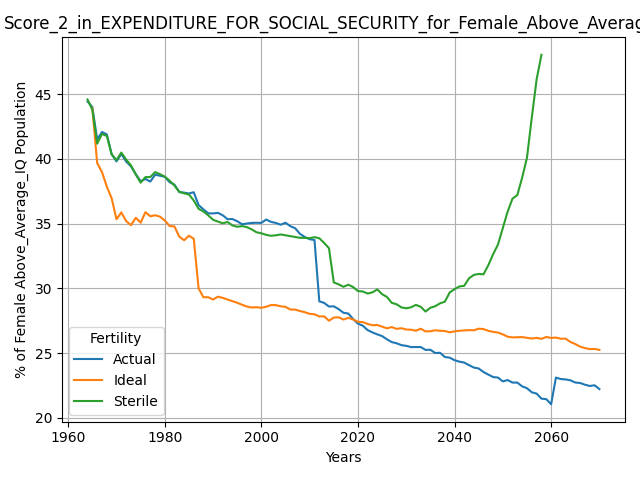 Score_2_in_EXPENDITURE_FOR_SOCIAL_SECURITY_for_Female_Above_Averag
% of Female Above_Average_IQ Population
45
40
35
30
25
20
Fertility
Actual
Ideal
Sterile
1960 1980 2000 2020 2040 2060
Years